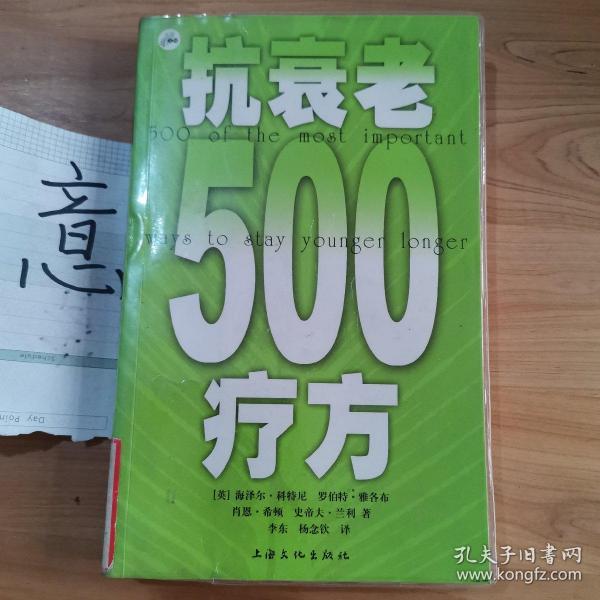 抗衰老
500 of the most important
500
ways to stay younger longer
疗方
[英] 海泽尔·科特尼 罗伯特·雅各布
肖恩·希顿 史帝夫·兰利 著
李东 杨念钦 译
上海文化出版社
意
Schedule
Day Poin
孔夫子旧书网
www.kongfz.com